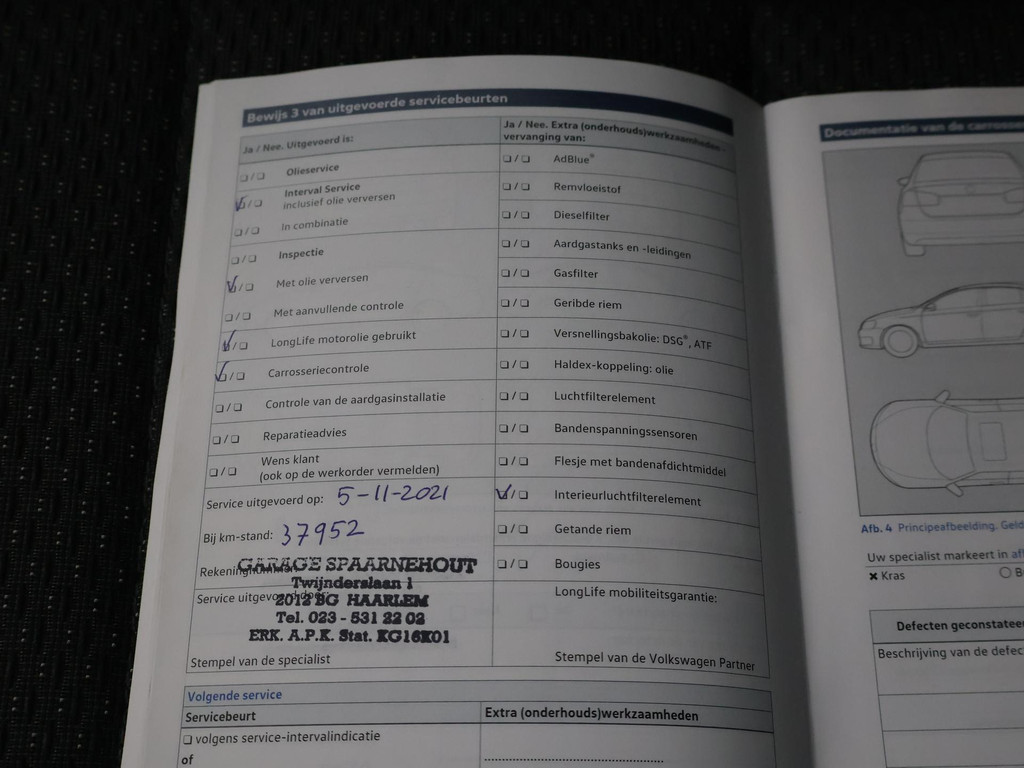 Bewijs 3 van uitgevoerde servicebeurten
Ja / Nee. Uitgevoerd is:
Olieservice
Interval Service
inclusief olie verversen
In combinatie
Inspectie
Met olie verversen
Met aanvullende controle
LongLife motorolie gebruikt
Carrosseriecontrole
Controle van de aardgasinstallatie
Reparatieadvies
Wens klant
(ook op de werkorder vermelden)
Service uitgevoerd op: 5-11-2021
Bij km-stand: 37952
Rekeningnummer
GARAGE SPAARNEHOUT
Twijnderslaan 1
Service uitgevoerd door:
2012 BG HAARLEM
Tel. 023 - 531 22 02
ERK. A.P.K. Stat. KG16K01
Stempel van de specialist
Ja / Nee. Extra (onderhouds)werkzaamheden -
vervanging van:
AdBlue®
Remvloeistof
Dieselfilter
Aardgastanks en -leidingen
Gasfilter
Geribde riem
Versnellingsbakolie: DSG®, ATF
Haldex-koppeling: olie
Luchtfilterelement
Bandenspanningssensoren
Flesje met bandenafdichtmiddel
Interieurluchtfilterelement
Getande riem
Bougies
LongLife mobiliteitsgarantie:
Stempel van de Volkswagen Partner
Volgende service
Servicebeurt
Extra (onderhouds)werkzaamheden
volgens service-intervalindicatie
of
Documentatie van de
Afb. 4 Principeafbeelding.
Uw specialist markeert in
× Kras
Defecten
Beschrijving van de